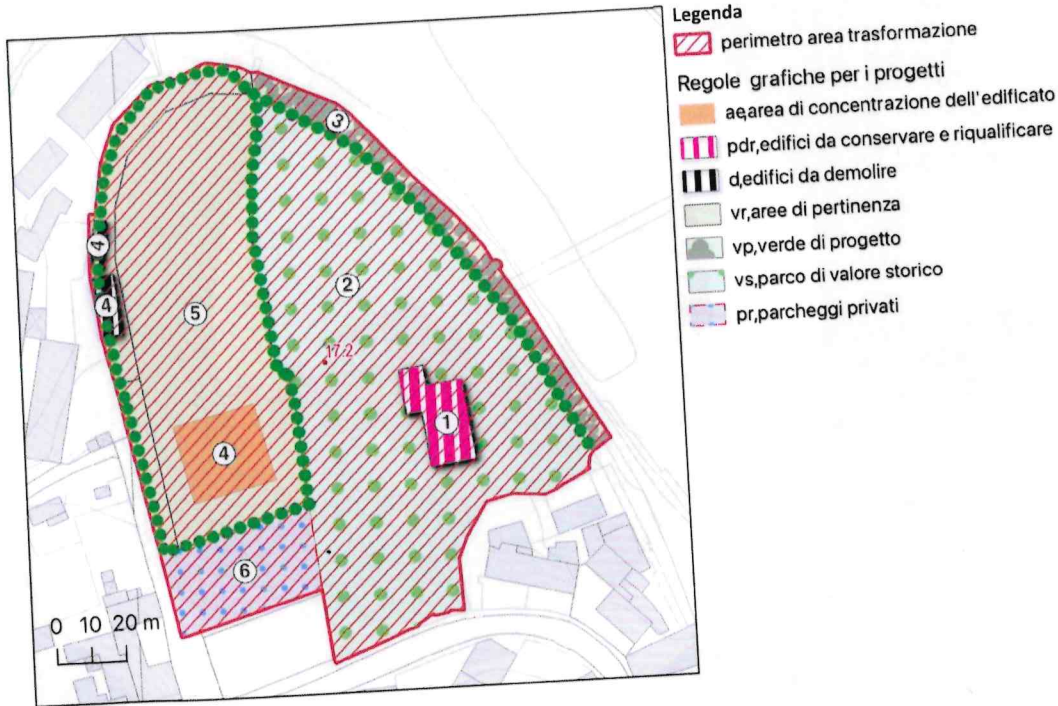 Legenda
perimetro area trasformazione
Regole grafiche per i progetti
ae,area di concentrazione dell'edificato
pdr,edifici da conservare e riqualificare
d,edifici da demolire
vr,aree di pertinenza
vp,verde di progetto
vs,parco di valore storico
pr,parcheggi privati
3
4
2
4
5
17.2
1
4
6
0 10 20 m